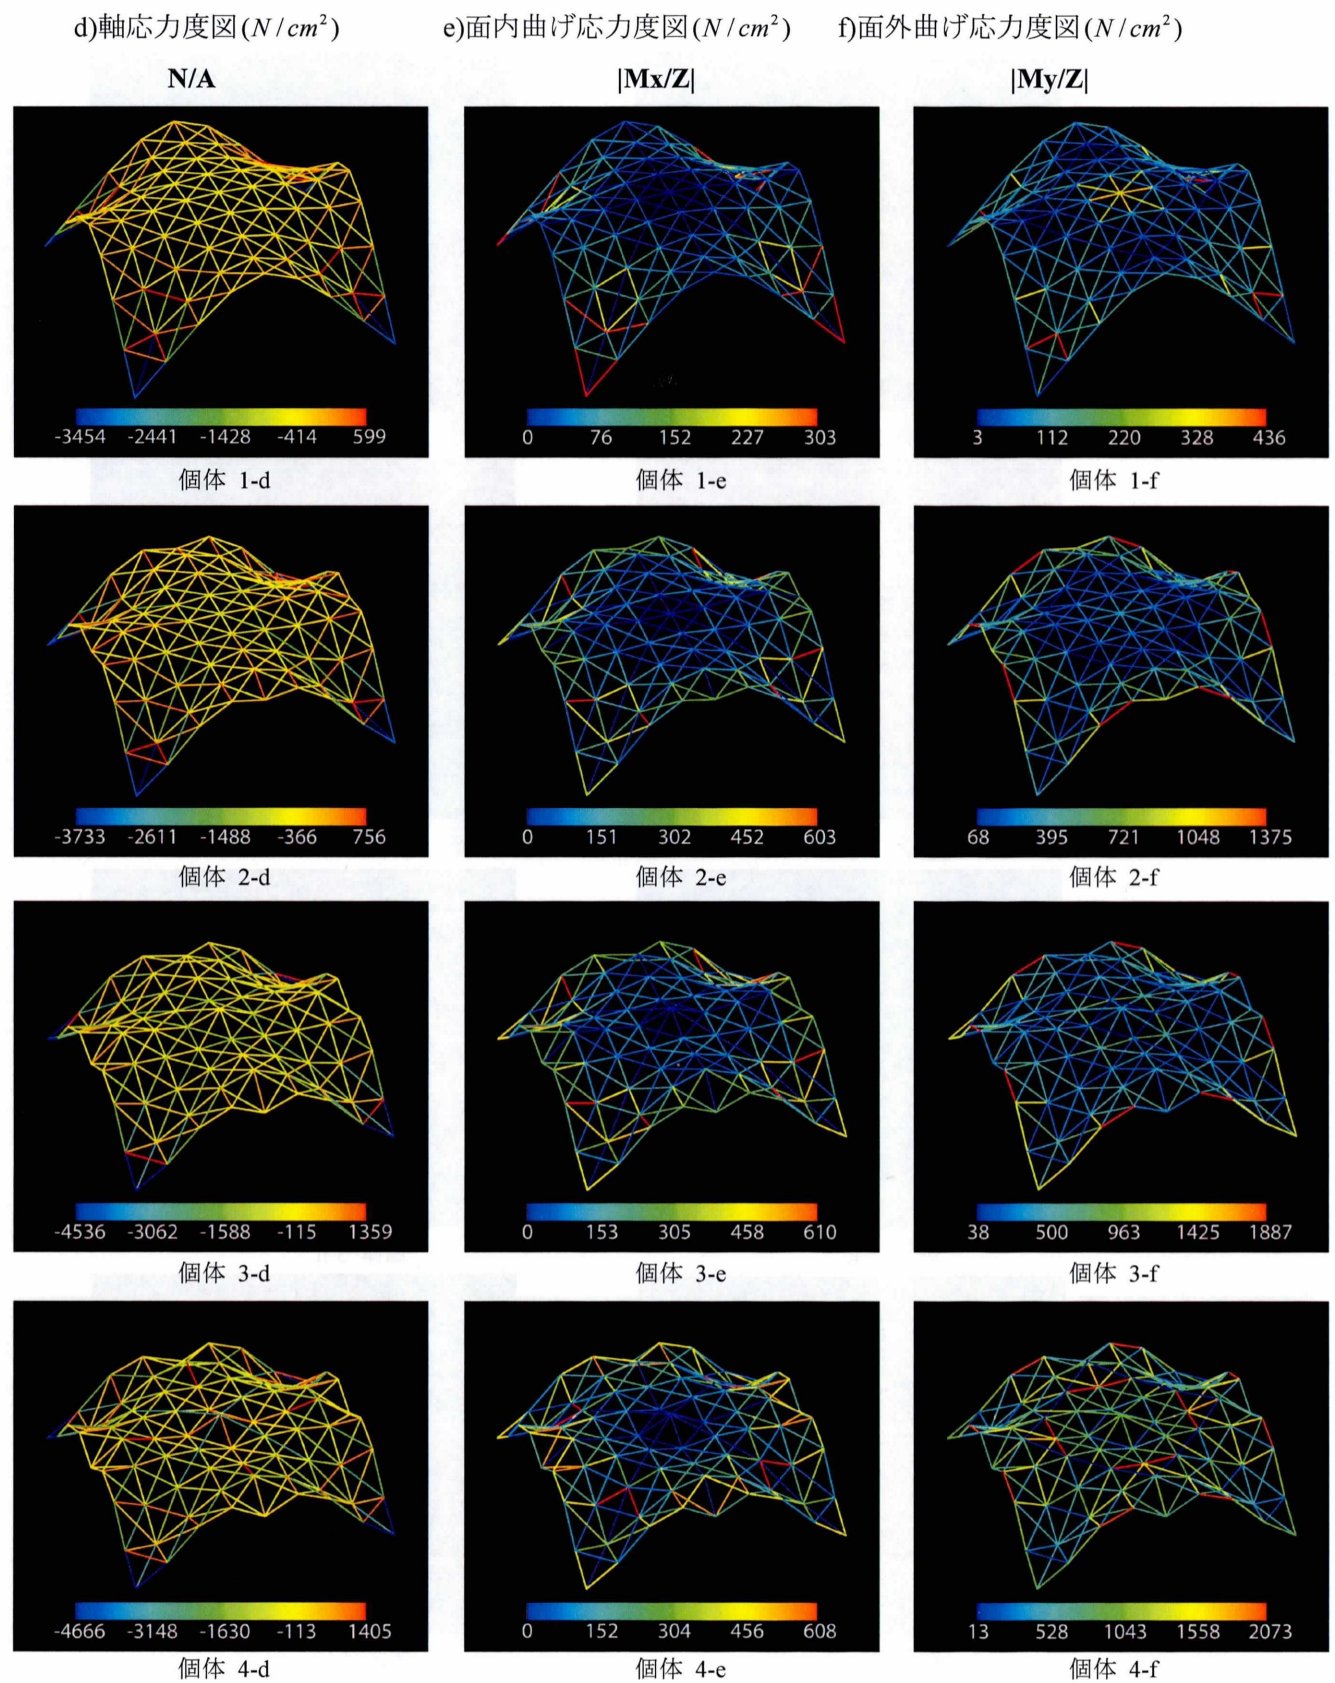 d)軸応力度図(N/cm²) e)面内曲げ応力度図(N/cm²) f)面外曲げ応力度図(N/cm²)
N/A |Mx/Z| |My/Z|
-3454 -2441 -1428 -414 599
0 76 152 227 303
3 112 220 328 436
個体 1-d 個体 1-e 個体 1-f
-3733 -2611 -1488 -366 756
0 151 302 452 603
68 395 721 1048 1375
個体 2-d 個体 2-e 個体 2-f
-4536 -3062 -1588 -115 1359
0 153 305 458 610
38 500 963 1425 1887
個体 3-d 個体 3-e 個体 3-f
-4666 -3148 -1630 -113 1405
0 152 304 456 608
13 528 1043 1558 2073
個体 4-d 個体 4-e 個体 4-f